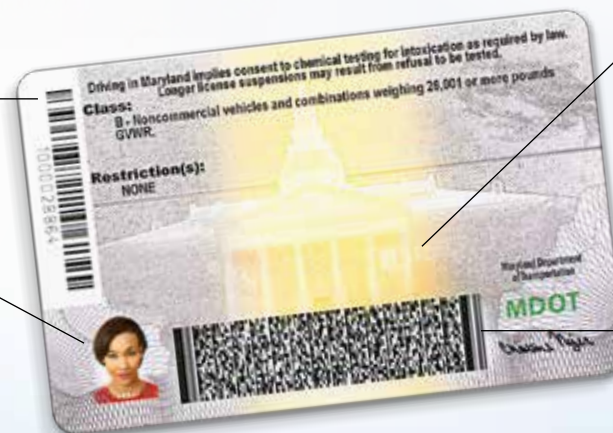 Driving in Maryland implies consent to chemical testing for intoxication as required by law.
Longer license suspensions may result from refusal to be tested.
Class:
B - Noncommercial vehicles and combinations weighing 26,001 or more pounds
GVWR.
Restriction(s):
NONE
Maryland Department
of Transportation
MDOT